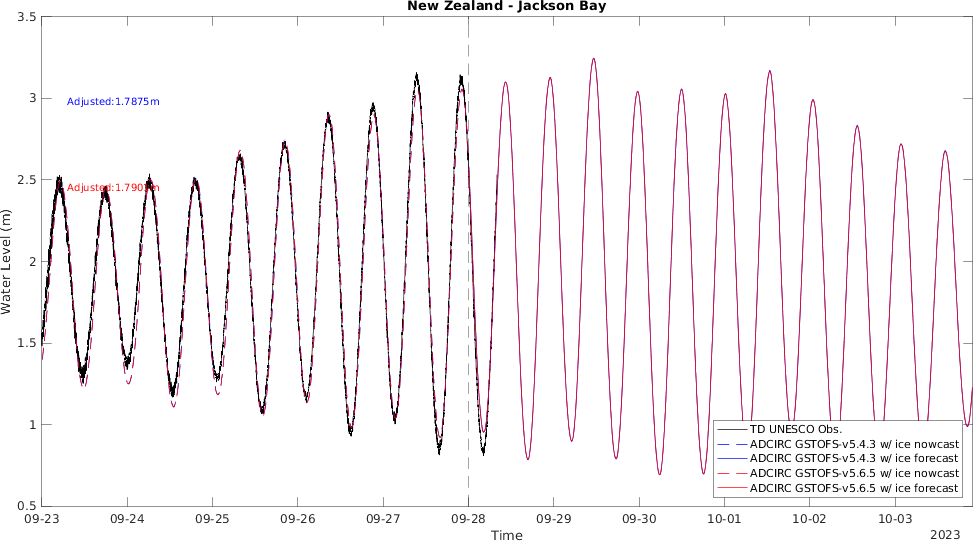 New Zealand - Jackson Bay
3.5
3
2.5
2
1.5
1
0.5
Water Level (m)
Adjusted:1.7875m
TD UNESCO Obs.
ADCIRC GSTOFS-v5.4.3 w/ ice nowcast
ADCIRC GSTOFS-v5.4.3 w/ ice forecast
ADCIRC GSTOFS-v5.6.5 w/ ice nowcast
ADCIRC GSTOFS-v5.6.5 w/ ice forecast
09-23 09-24 09-25 09-26 09-27 09-28 09-29 09-30 10-01 10-02 10-03
Time
2023